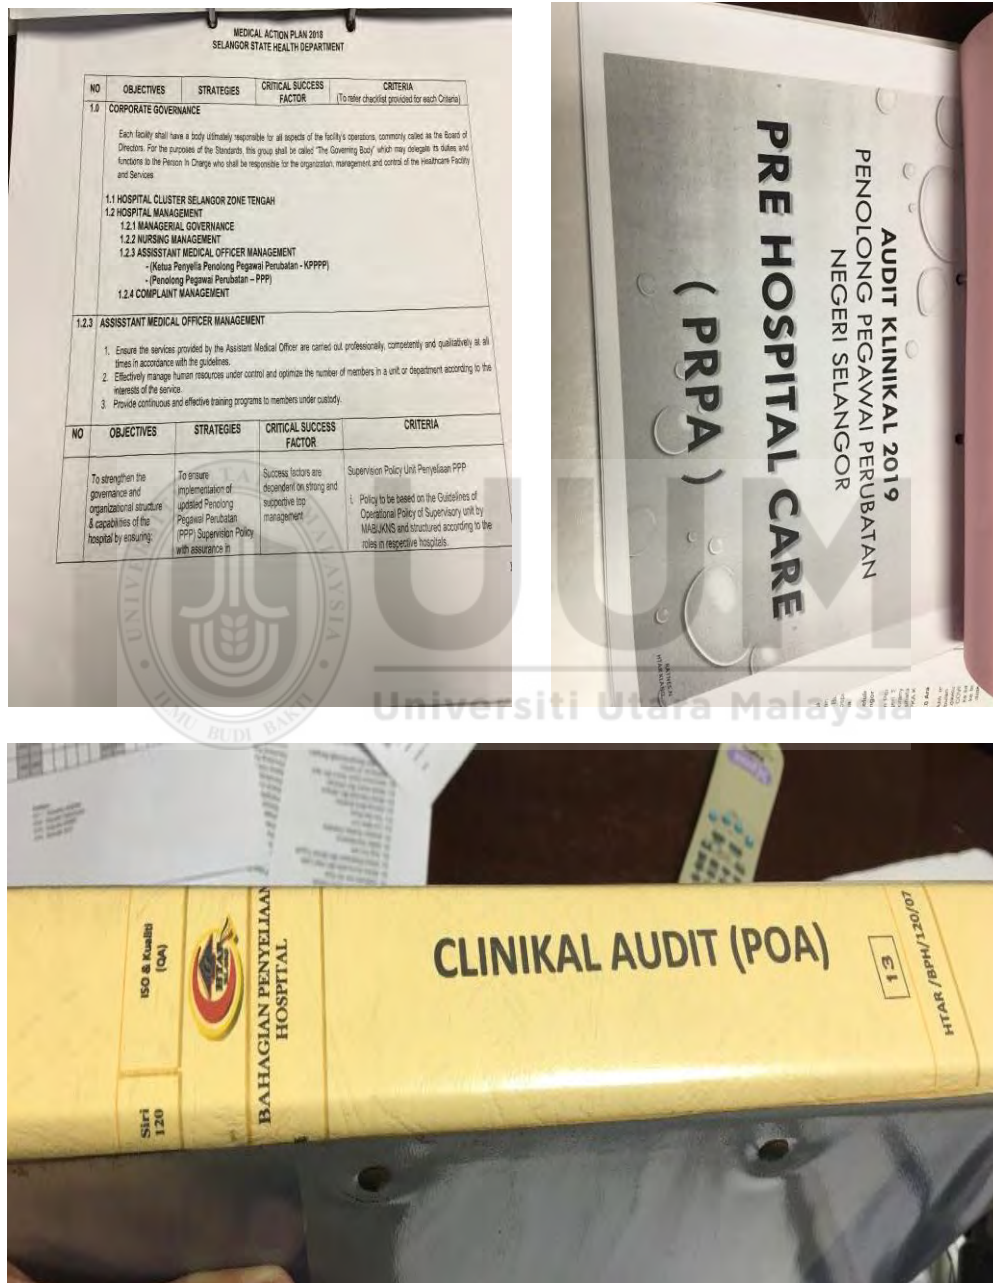 MEDICAL ACTION PLAN 2018
SELANGOR STATE HEALTH DEPARTMENT
NO OBJECTIVES STRATEGIES CRITICAL SUCCESS FACTOR CRITERIA
(To refer checklist provided for each Criteria)
1.0 CORPORATE GOVERNANCE
Each facility shall have a body ultimately responsible for all aspects of the facility's operations, commonly called as the Board of
Directors. For the purposes of the Standards, this group shall be called "The Governing Body" which may delegate its duties and
functions to the Person In Charge who shall be responsible for the organization, management and control of the Healthcare Facility
and Services
1.1 HOSPITAL CLUSTER SELANGOR ZONE TENGAH
1.2 HOSPITAL MANAGEMENT
1.2.1 MANAGERIAL GOVERNANCE
1.2.2 NURSING MANAGEMENT
1.2.3 ASSISSTANT MEDICAL OFFICER MANAGEMENT
- (Ketua Penyelia Penolong Pegawai Perubatan - KPPPP)
- (Penolong Pegawai Perubatan – PPP)
1.2.4 COMPLAINT MANAGEMENT
1.2.3 ASSISSTANT MEDICAL OFFICER MANAGEMENT
1. Ensure the services provided by the Assistant Medical Officer are carried out professionally, competently and qualitatively at all
times in accordance with the guidelines.
2. Effectively manage human resources under control and optimize the number of members in a unit or department according to the
interests of the service.
3. Provide continuous and effective training programs to members under custody.
NO OBJECTIVES STRATEGIES CRITICAL SUCCESS FACTOR CRITERIA
To strengthen the
governance and
organizational structure
& capabilities of the
hospital by ensuring:
To ensure
implementation of
updated Penolong
Pegawai Perubatan
(PPP) Supervision Policy
with assurance in
Success factors are
dependent on strong and
supportive top
management
Supervision Policy Unit Penyeliaan PPP
i. Policy to be based on the Guidelines of
Operational Policy of Supervisory unit by
MAB/JKNS and structured according to the
roles in respective hospitals.
AUDIT KLINIKAL 2019
PENOLONG PEGAWAI PERUBATAN
NEGERI SELANGOR
PRE HOSPITAL CARE
( PRPA )
UUM
Universiti Utara Malaysia
UNIVERSITI UTARA MALAYSIA
ILMU BUDI BAKTI
Siri
120
ISO & Kualiti
(QA)
HTAR
BAHAGIAN PENYELIAAN
HOSPITAL
CLINIKAL AUDIT (POA)
13
HTAR /BPH/120/07